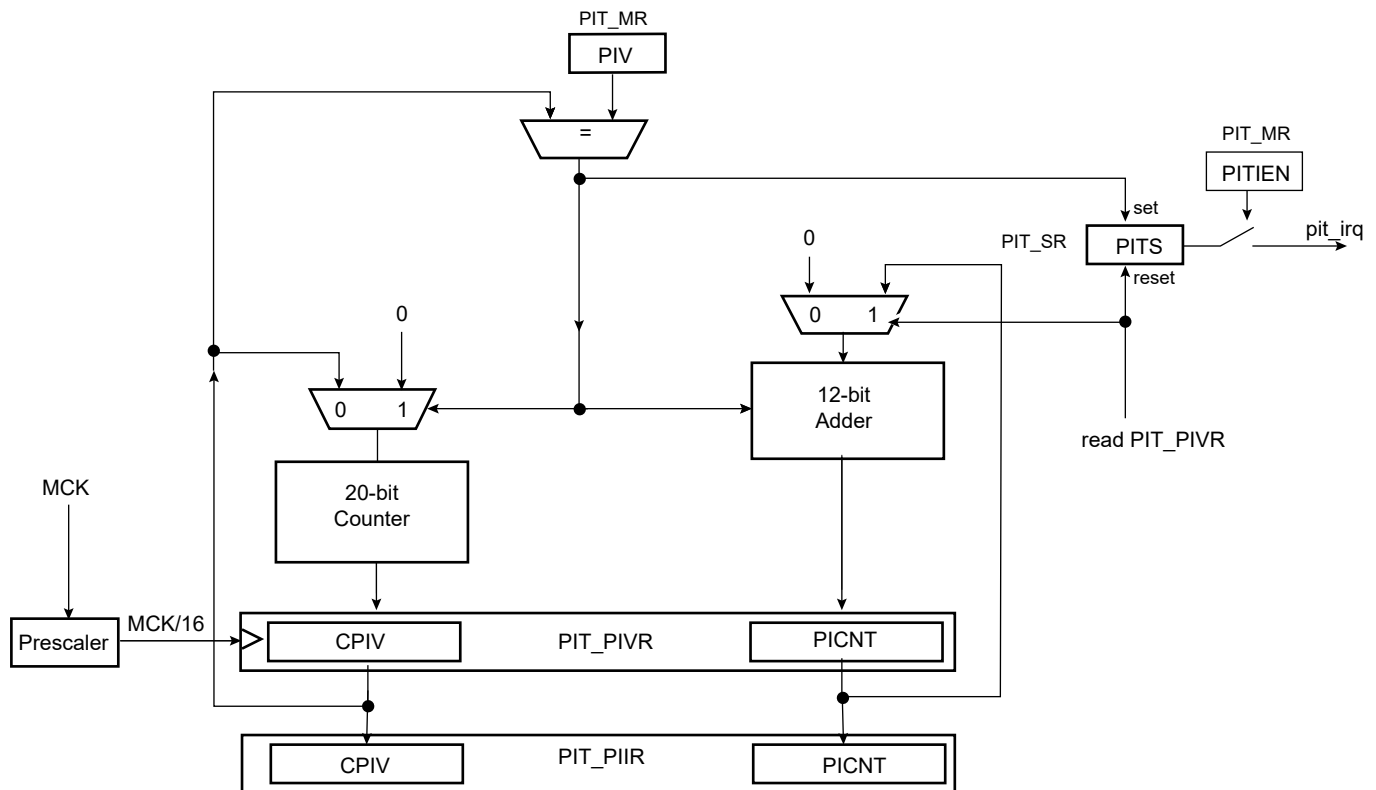 PIT_MR
PIV
=
PIT_MR
PITIEN
set
0
PIT_SR
PITS
pit_irq
reset
0
0 1
0 1
12-bit
Adder
read PIT_PIVR
MCK
20-bit
Counter
MCK/16
Prescaler
CPIV
PIT_PIVR
PICNT
CPIV
PIT_PIIR
PICNT